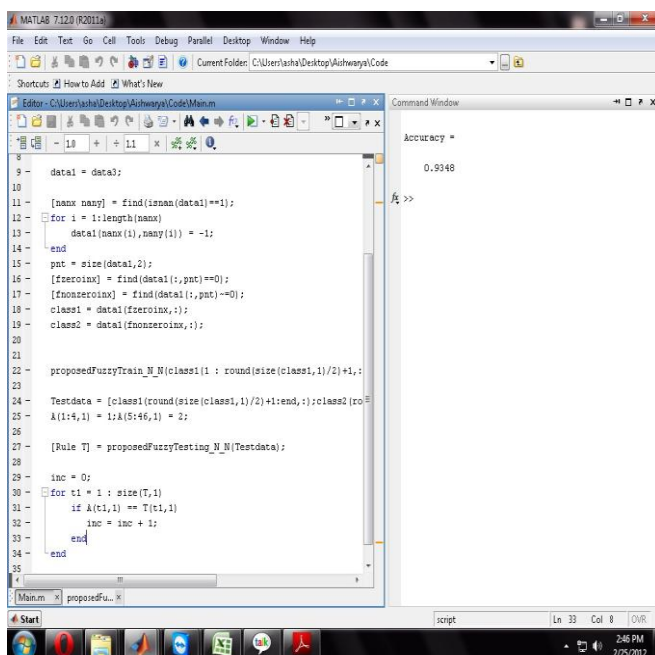 MATLAB 7.12.0 (R2011a)
File Edit Text Go Cell Tools Debug Parallel Desktop Window Help
Current Folder: C:\Users\asha\Desktop\Aishwarya\Code
Shortcuts How to Add What's New
Editor - C:\Users\asha\Desktop\Aishwarya\Code\Main.m
Command Window
- 1.0 + ÷ 1.1 ×
8
9 - data1 = data3;
10
11 - [nanx nany] = find(isnan(data1)==1);
12 - for i = 1:length(nanx)
13 - data1(nanx(i),nany(i)) = -1;
14 - end
15 - pnt = size(data1,2);
16 - [fzeroinx] = find(data1(:,pnt)==0);
17 - [fnonzeroinx] = find(data1(:,pnt)~=0);
18 - class1 = data1(fzeroinx,:);
19 - class2 = data1(fnonzeroinx,:);
20
21
22 - proposedFuzzyTrain_N_N(class1(1 : round(size(class1,1)/2)+1,:
23
24 - Testdata = [class1(round(size(class1,1)/2)+1:end,:);class2(ro
25 - A(1:4,1) = 1;A(5:46,1) = 2;
26
27 - [Rule T] = proposedFuzzyTesting_N_N(Testdata);
28
29 - inc = 0;
30 - for t1 = 1 : size(T,1)
31 - if A(t1,1) == T(t1,1)
32 - inc = inc + 1;
33 - end
34 - end
35
Accuracy =
0.9348
fx >>
Main.m × proposedFu... ×
Start
script Ln 33 Col 8 OVR
talk
2:46 PM
2/25/2012